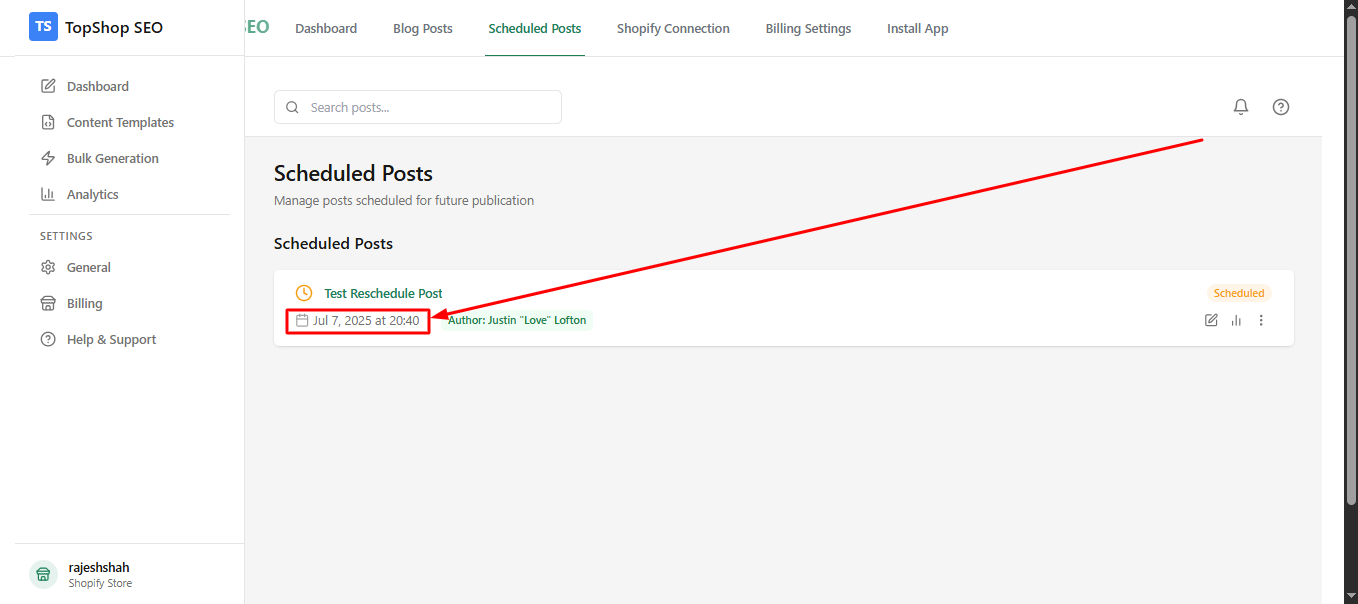 TS TopShop SEO
SEO Dashboard Blog Posts Scheduled Posts Shopify Connection Billing Settings Install App
Dashboard
Content Templates
Bulk Generation
Analytics
SETTINGS
General
Billing
Help & Support
rajeshshah
Shopify Store
Search posts...
Scheduled Posts
Manage posts scheduled for future publication
Scheduled Posts
Test Reschedule Post Scheduled
Jul 7, 2025 at 20:40 Author: Justin "Love" Lofton